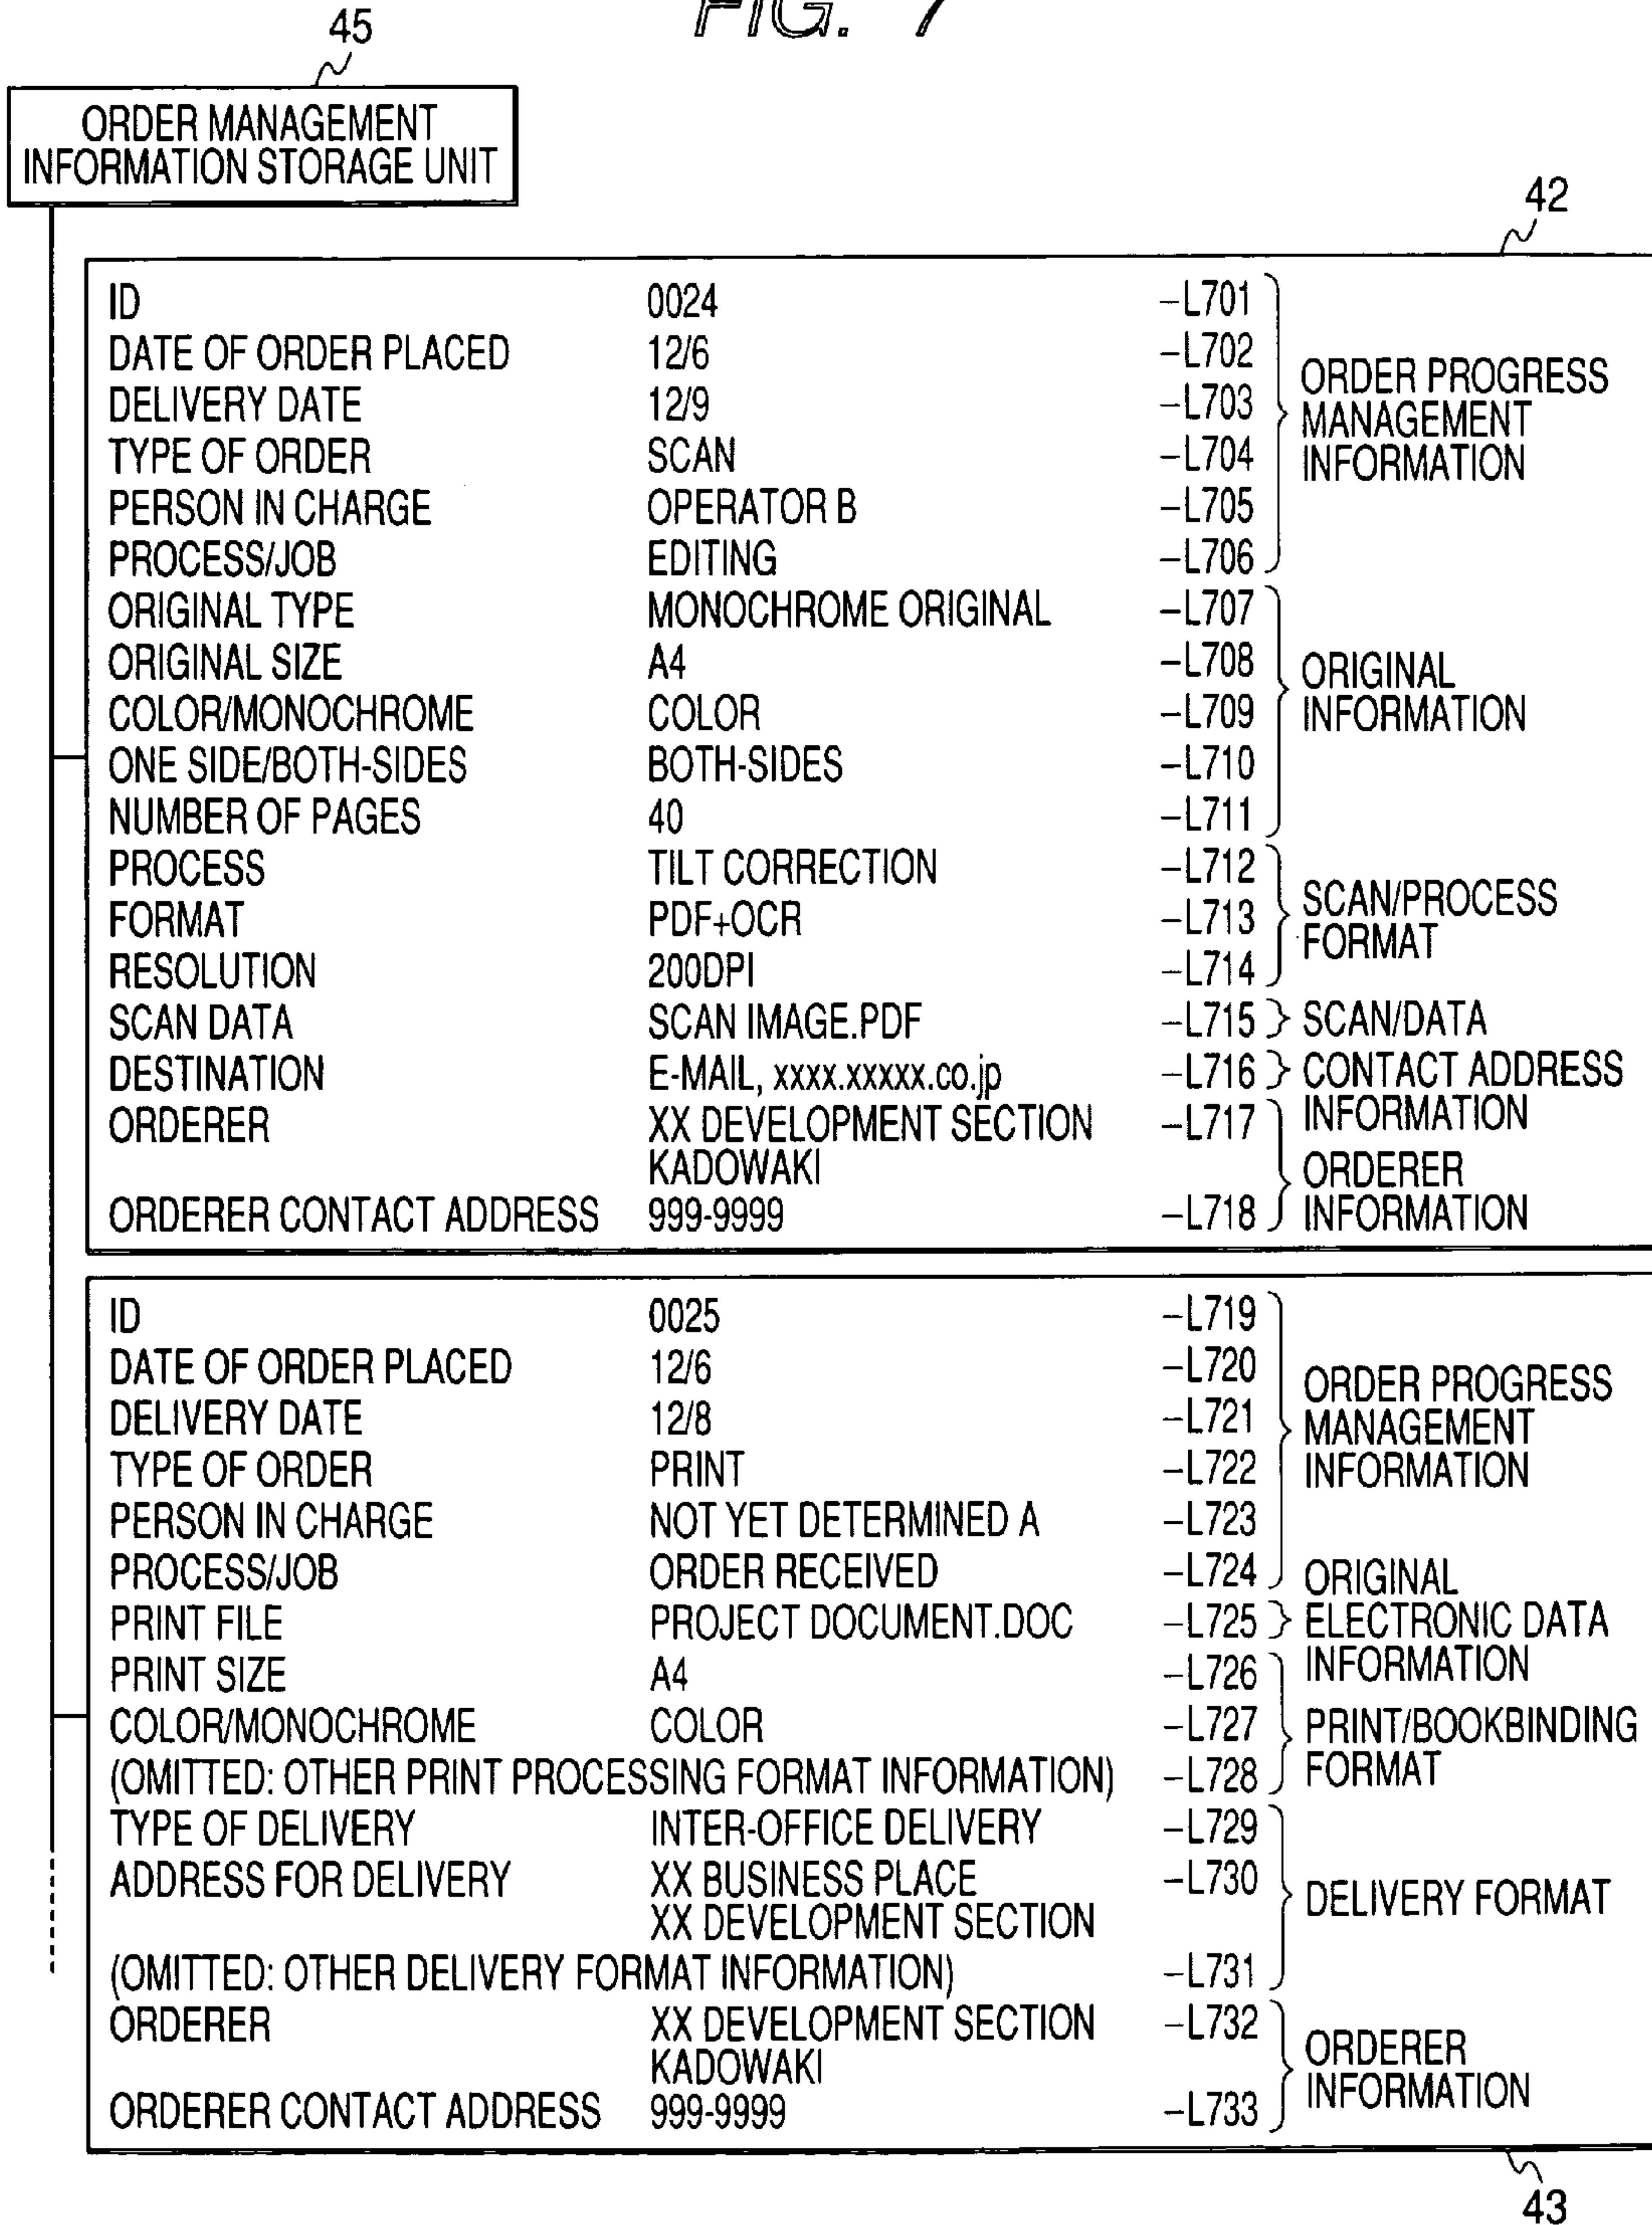 FIG. 7
45
ORDER MANAGEMENT
INFORMATION STORAGE UNIT
42
ID 0024 –L701
DATE OF ORDER PLACED 12/6 –L702
DELIVERY DATE 12/9 –L703
TYPE OF ORDER SCAN –L704
PERSON IN CHARGE OPERATOR B –L705
PROCESS/JOB EDITING –L706
ORDER PROGRESS
MANAGEMENT
INFORMATION
ORIGINAL TYPE MONOCHROME ORIGINAL –L707
ORIGINAL SIZE A4 –L708
COLOR/MONOCHROME COLOR –L709
ONE SIDE/BOTH-SIDES BOTH-SIDES –L710
NUMBER OF PAGES 40 –L711
ORIGINAL
INFORMATION
PROCESS TILT CORRECTION –L712
FORMAT PDF+OCR –L713
RESOLUTION 200DPI –L714
SCAN/PROCESS
FORMAT
SCAN DATA SCAN IMAGE.PDF –L715 SCAN/DATA
DESTINATION E-MAIL, xxxx.xxxxx.co.jp –L716 CONTACT ADDRESS
INFORMATION
ORDERER XX DEVELOPMENT SECTION –L717
KADOWAKI
ORDERER CONTACT ADDRESS 999-9999 –L718
ORDERER
INFORMATION
ID 0025 –L719
DATE OF ORDER PLACED 12/6 –L720
DELIVERY DATE 12/8 –L721
TYPE OF ORDER PRINT –L722
PERSON IN CHARGE NOT YET DETERMINED A –L723
PROCESS/JOB ORDER RECEIVED –L724
ORDER PROGRESS
MANAGEMENT
INFORMATION
PRINT FILE PROJECT DOCUMENT.DOC –L725
ORIGINAL
ELECTRONIC DATA
INFORMATION
PRINT SIZE A4 –L726
COLOR/MONOCHROME COLOR –L727
(OMITTED: OTHER PRINT PROCESSING FORMAT INFORMATION) –L728
PRINT/BOOKBINDING
FORMAT
TYPE OF DELIVERY INTER-OFFICE DELIVERY –L729
ADDRESS FOR DELIVERY XX BUSINESS PLACE –L730
XX DEVELOPMENT SECTION
(OMITTED: OTHER DELIVERY FORMAT INFORMATION) –L731
DELIVERY FORMAT
ORDERER XX DEVELOPMENT SECTION –L732
KADOWAKI
ORDERER CONTACT ADDRESS 999-9999 –L733
ORDERER
INFORMATION
43